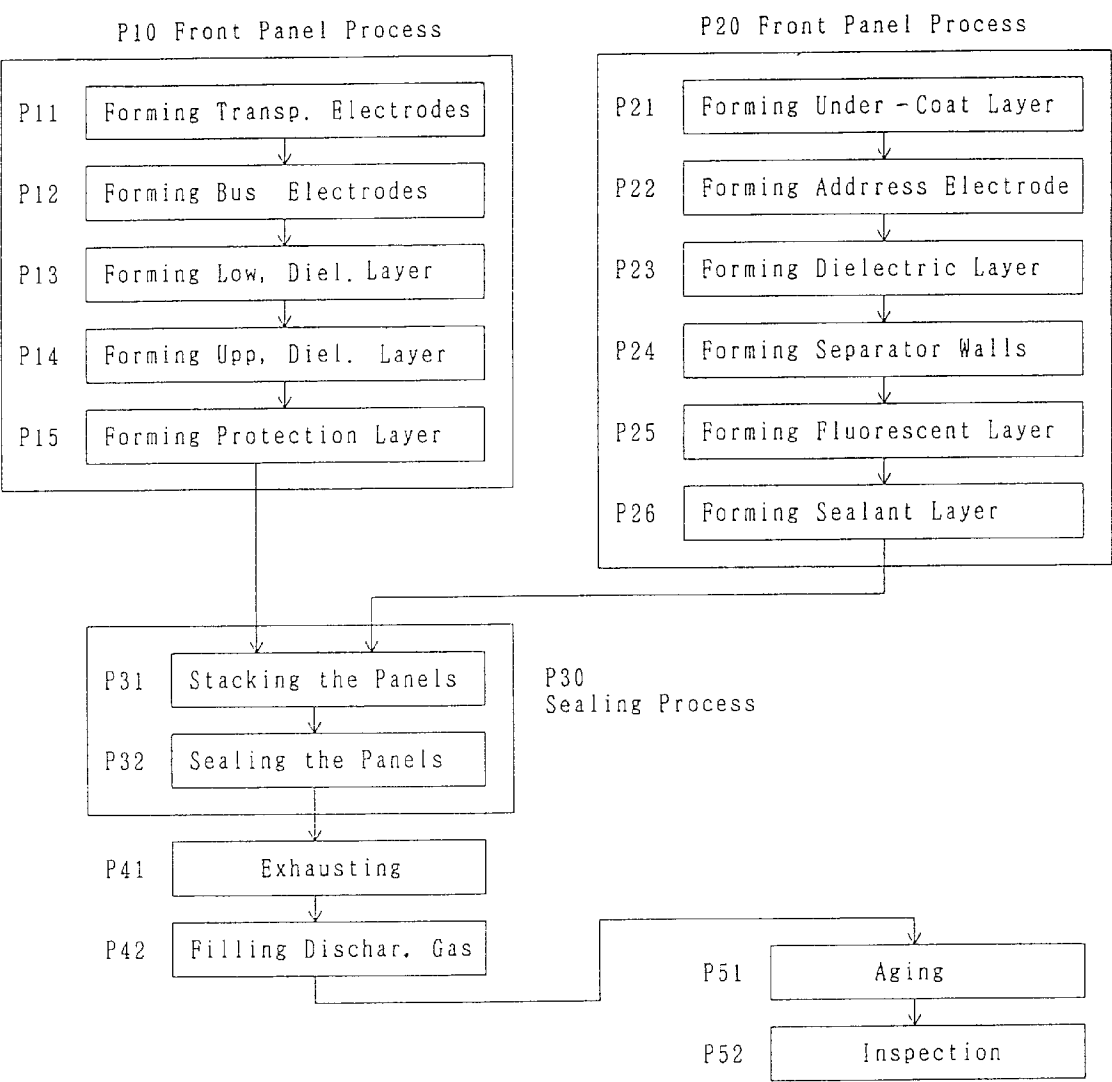 P10 Front Panel Process
P11 Forming Transp. Electrodes
P12 Forming Bus Electrodes
P13 Forming Low, Diel. Layer
P14 Forming Upp, Diel. Layer
P15 Forming Protection Layer
P20 Front Panel Process
P21 Forming Under-Coat Layer
P22 Forming Addrress Electrode
P23 Forming Dielectric Layer
P24 Forming Separator Walls
P25 Forming Fluorescent Layer
P26 Forming Sealant Layer
P30
Sealing Process
P31 Stacking the Panels
P32 Sealing the Panels
P41 Exhausting
P42 Filling Dischar. Gas
P51 Aging
P52 Inspection